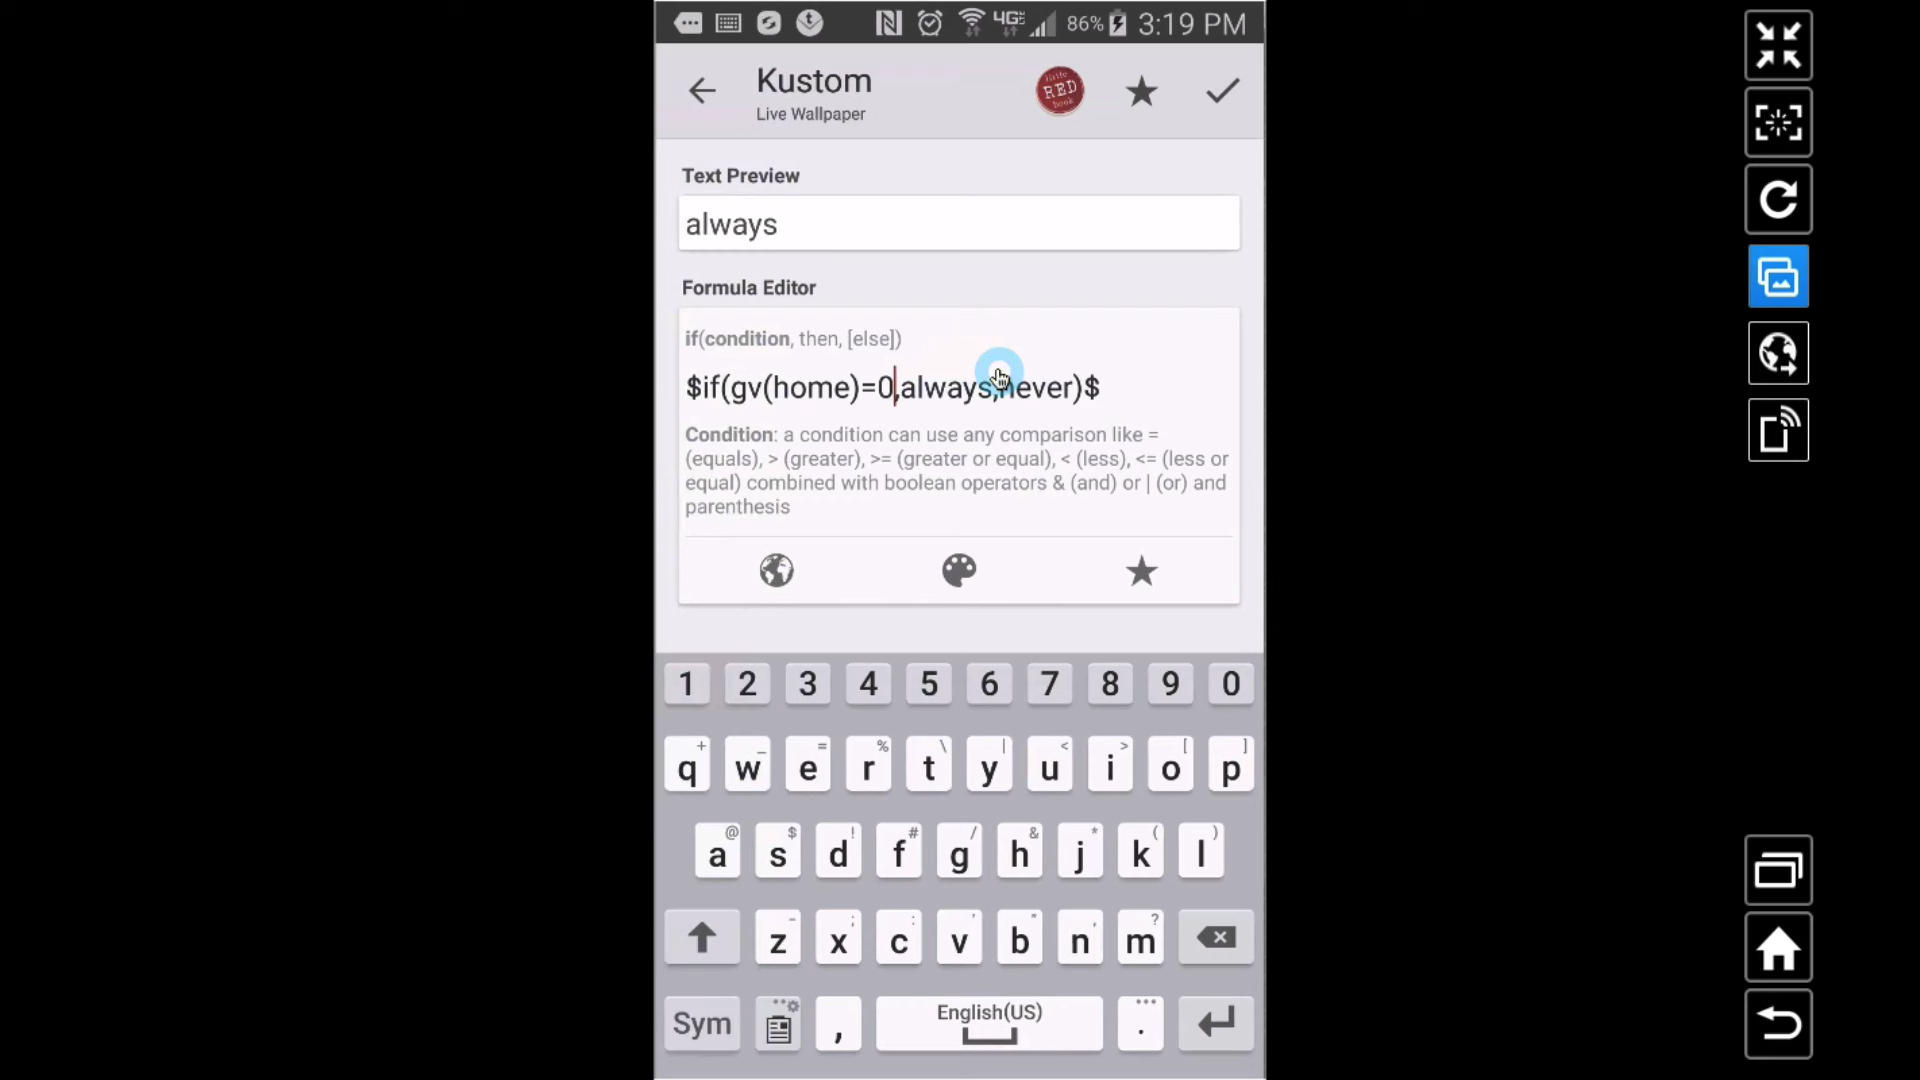 4G 86% 3:19 PM
Kustom
Live Wallpaper
little RED book
Text Preview
always
Formula Editor
if(condition, then, [else])
$if(gv(home)=0,always,never)$
Condition: a condition can use any comparison like =
(equals), > (greater), >= (greater or equal), < (less), <= (less or
equal) combined with boolean operators & (and) or | (or) and
parenthesis
1 2 3 4 5 6 7 8 9 0
+ _ = % \ | < > [ ]
q w e r t y u i o p
@ $ ! # / & * ( )
a s d f g h j k l
- ; : ' " , ?
z x c v b n m
Sym , English(US) .